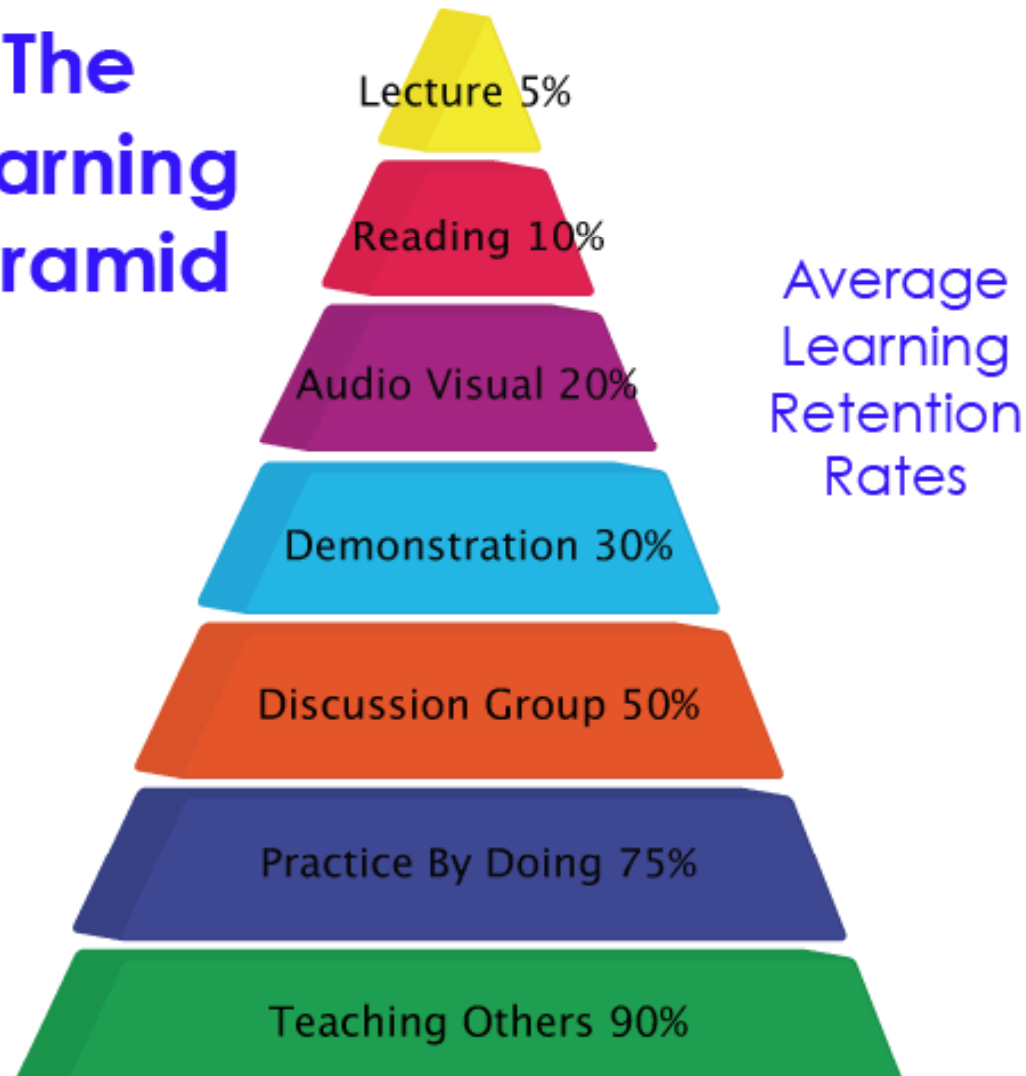 The
arning
ramid
Lecture 5%
Reading 10%
Audio Visual 20%
Demonstration 30%
Discussion Group 50%
Practice By Doing 75%
Teaching Others 90%
Average
Learning
Retention
Rates